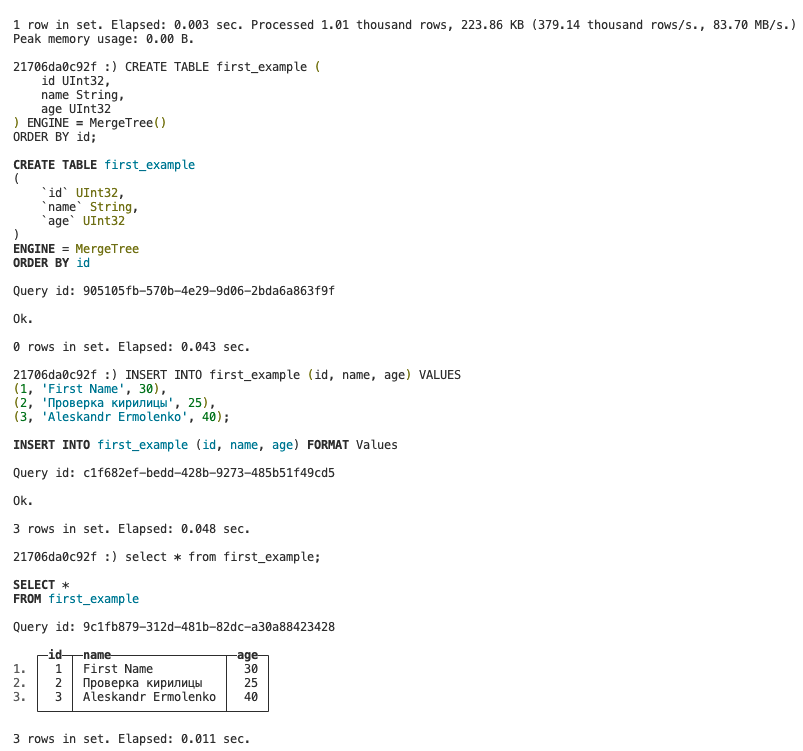 1 row in set. Elapsed: 0.003 sec. Processed 1.01 thousand rows, 223.86 KB (379.14 thousand rows/s., 83.70 MB/s.)
Peak memory usage: 0.00 B.
21706da0c92f :) CREATE TABLE first_example (
    id UInt32,
    name String,
    age UInt32
) ENGINE = MergeTree()
ORDER BY id;
CREATE TABLE first_example
(
    `id` UInt32,
    `name` String,
    `age` UInt32
)
ENGINE = MergeTree
ORDER BY id
Query id: 905105fb-570b-4e29-9d06-2bda6a863f9f
Ok.
0 rows in set. Elapsed: 0.043 sec.
21706da0c92f :) INSERT INTO first_example (id, name, age) VALUES
(1, 'First Name', 30),
(2, 'Проверка кирилицы', 25),
(3, 'Aleskandr Ermolenko', 40);
INSERT INTO first_example (id, name, age) FORMAT Values
Query id: c1f682ef-bedd-428b-9273-485b51f49cd5
Ok.
3 rows in set. Elapsed: 0.048 sec.
21706da0c92f :) select * from first_example;
SELECT *
FROM first_example
Query id: 9c1fb879-312d-481b-82dc-a30a88423428
id name age
1. 1 First Name 30
2. 2 Проверка кирилицы 25
3. 3 Aleskandr Ermolenko 40
3 rows in set. Elapsed: 0.011 sec.